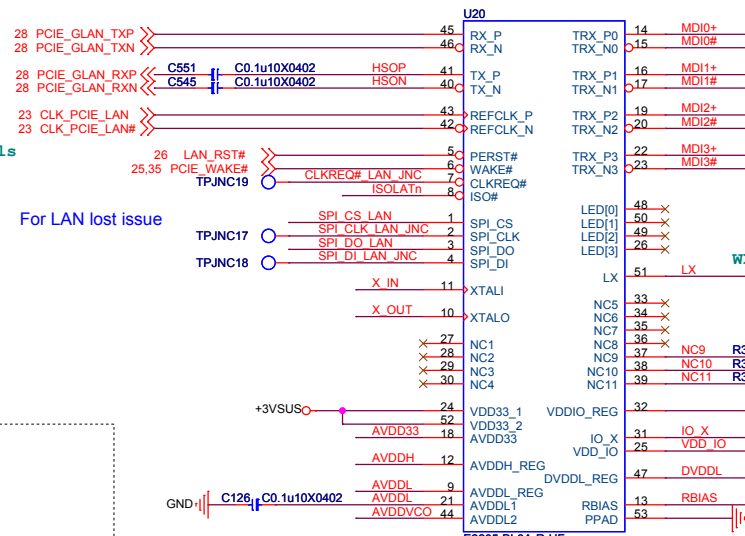 U20
28 PCIE_GLAN_TXP 45 RX_P TRX_P0 14 MDI0+
28 PCIE_GLAN_TXN 46 RX_N TRX_N0 15 MDI0#
28 PCIE_GLAN_RXP C551 C0.1u10X0402 HSOP 41 TX_P TRX_P1 16 MDI1+
28 PCIE_GLAN_RXN C545 C0.1u10X0402 HSON 40 TX_N TRX_N1 17 MDI1#
23 CLK_PCIE_LAN 43 REFCLK_P TRX_P2 19 MDI2+
23 CLK_PCIE_LAN# 42 REFCLK_N TRX_N2 20 MDI2#
26 LAN_RST# 5 PERST# TRX_P3 22 MDI3+
25,35 PCIE_WAKE# 6 WAKE# TRX_N3 23 MDI3#
TPJNC19 CLKREQ#_LAN_JNC 7 CLKREQ#
ISOLATn 8 ISO#
For LAN lost issue
LED[0] 48
SPI_CS_LAN 1 SPI_CS LED[1] 50
TPJNC17 SPI_CLK_LAN_JNC 2 SPI_CLK LED[2] 49
SPI_DO_LAN 3 SPI_DO LED[3] 26
TPJNC18 SPI_DI_LAN_JNC 4 SPI_DI
LX 51 LX
X_IN 11 XTALI
NC5 33
X_OUT 10 XTALO NC6 34
NC7 35
27 NC1 NC8 36
28 NC2 NC9 37 NC9
29 NC3 NC10 38 NC10
30 NC4 NC11 39 NC11
+3VSUS 24 VDD33_1 VDDIO_REG 32
52 VDD33_2
AVDD33 18 AVDD33 IO_X 31 IO_X
VDD_IO 25 VDD_IO
AVDDH 12 AVDDH_REG
DVDDL_REG 47 DVDDL
AVDDL 9 AVDDL_REG
GND C126 C0.1u10X0402 AVDDL 21 AVDDL1 RBIAS 13 RBIAS
AVDDVCO 44 AVDDL2 PPAD 53